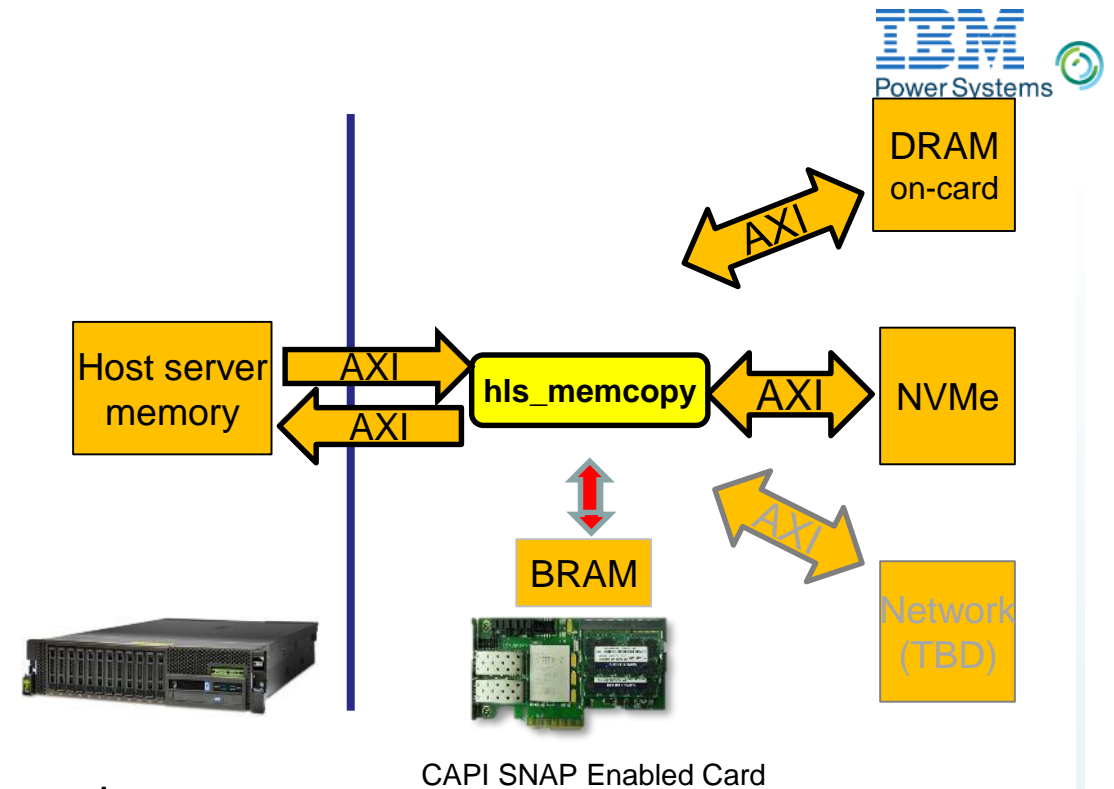 IBM
Power Systems
DRAM
on-card
AXI
Host server
memory
AXI
AXI
hls_memcopy
AXI
NVMe
AXI
BRAM
Network
(TBD)
CAPI SNAP Enabled Card